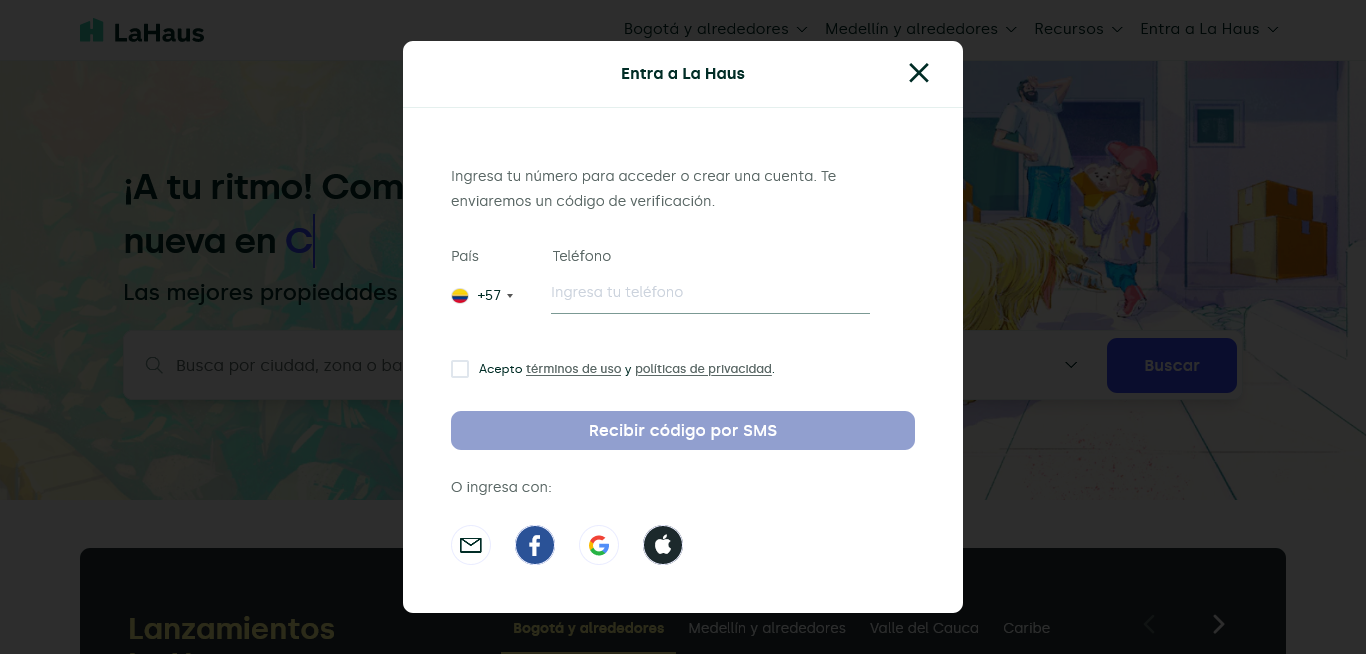 LaHaus
Bogotá y alrededores
Medellín y alrededores
Recursos
Entra a La Haus
Entra a La Haus
¡A tu ritmo! Com
nueva en C
Las mejores propiedades
Busca por ciudad, zona o ba
Buscar
Ingresa tu número para acceder o crear una cuenta. Te
enviaremos un código de verificación.
País
Teléfono
+57
Ingresa tu teléfono
Acepto términos de uso y políticas de privacidad.
Recibir código por SMS
O ingresa con:
Lanzamientos
Bogotá y alrededores
Medellín y alrededores
Valle del Cauca
Caribe